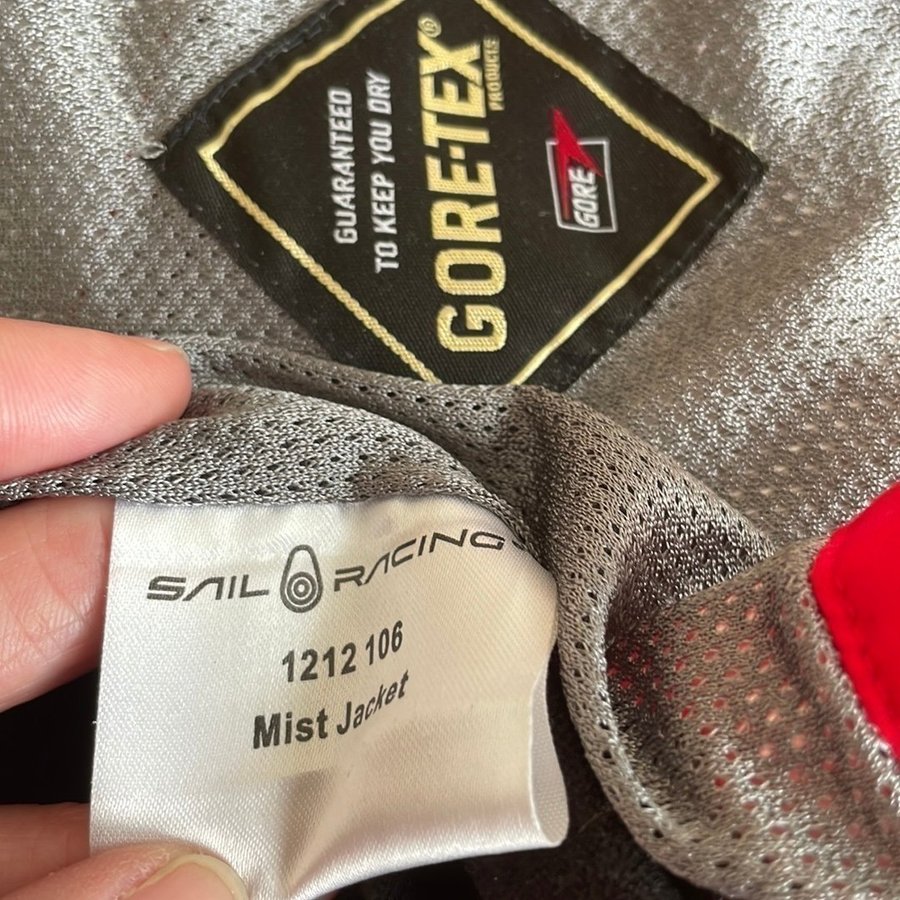 GUARANTEED
TO KEEP YOU DRY
GORE-TEX®
PRODUCTS
GORE
SAIL RACING
1212 106
Mist Jacket